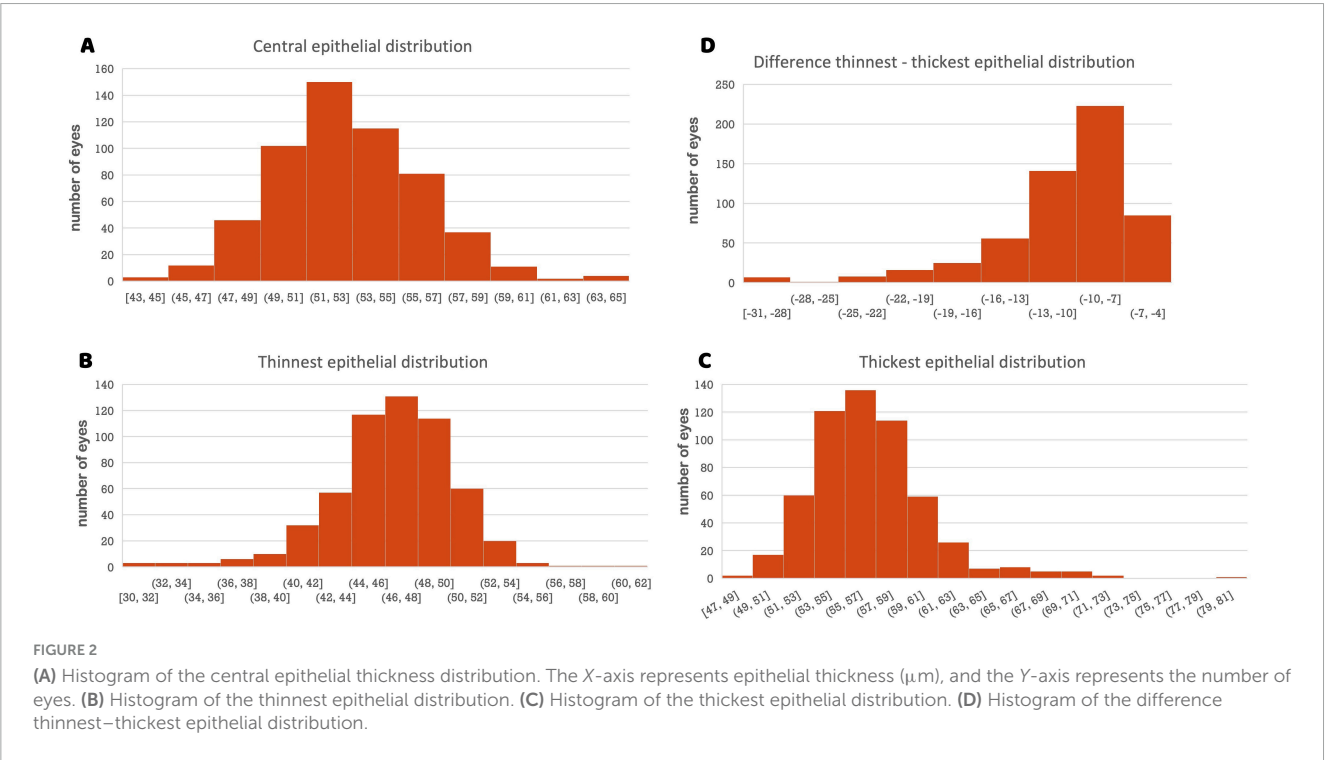 A
Central epithelial distribution
number of eyes
160
140
120
100
80
60
40
20
0
[43, 45] (45, 47] (47, 49] (49, 51] (51, 53] (53, 55] (55, 57] (57, 59] (59, 61] (61, 63] (63, 65]
D
Difference thinnest - thickest epithelial distribution
number of eyes
250
200
150
100
50
0
(-28, -25] (-22, -19] (-16, -13] (-10, -7]
[-31, -28] (-25, -22] (-19, -16] (-13, -10] (-7, -4]
B
Thinnest epithelial distribution
number of eyes
140
120
100
80
60
40
20
0
(32, 34] (36, 38] (40, 42] (44, 46] (48, 50] (52, 54] (56, 58] (60, 62]
[30, 32] (34, 36] (38, 40] (42, 44] (46, 48] (50, 52] (54, 56] (58, 60]
C
Thickest epithelial distribution
number of eyes
140
120
100
80
60
40
20
0
[47, 49] (49, 51] (51, 53] (53, 55] (55, 57] (57, 59] (59, 61] (61, 63] (63, 65] (65, 67] (67, 69] (69, 71] (71, 73] (73, 75] (75, 77] (77, 79] (79, 81]
FIGURE 2
(A) Histogram of the central epithelial thickness distribution. The X-axis represents epithelial thickness (μm), and the Y-axis represents the number of
eyes. (B) Histogram of the thinnest epithelial distribution. (C) Histogram of the thickest epithelial distribution. (D) Histogram of the difference
thinnest–thickest epithelial distribution.